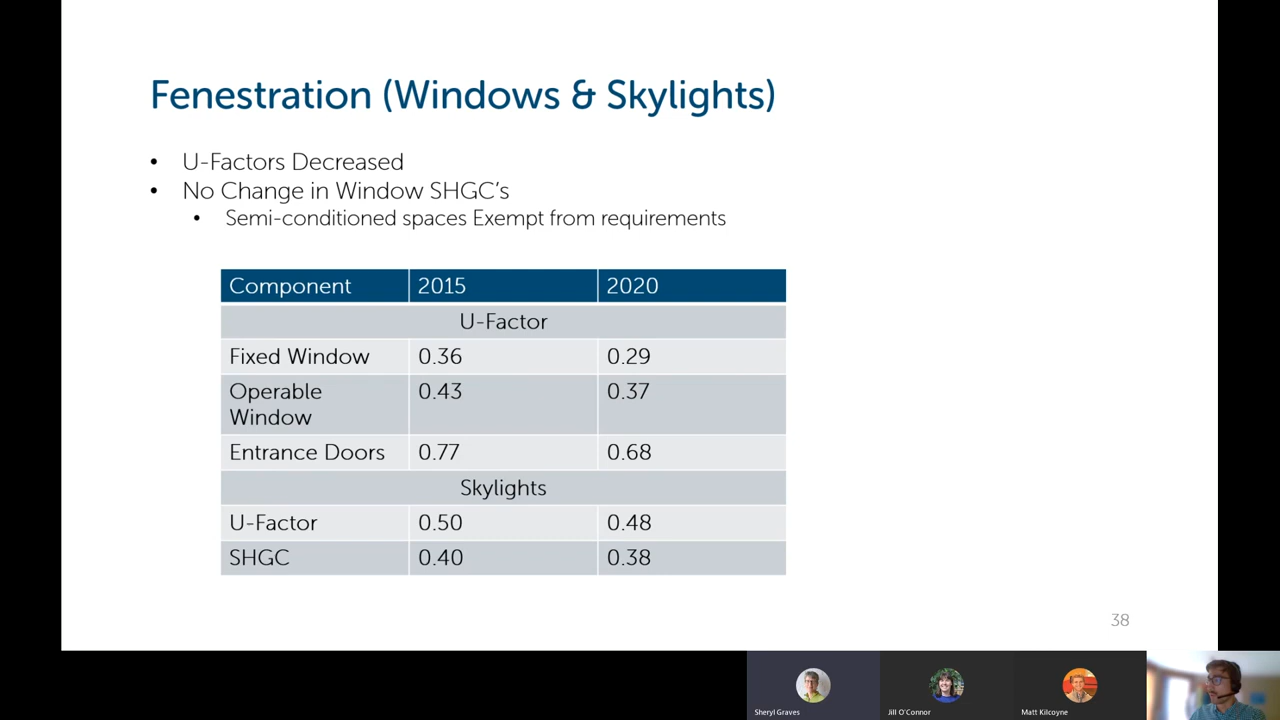 Fenestration (Windows & Skylights)
• U-Factors Decreased
• No Change in Window SHGC's
• Semi-conditioned spaces Exempt from requirements
Component 2015 2020
U-Factor
Fixed Window 0.36 0.29
Operable Window 0.43 0.37
Entrance Doors 0.77 0.68
Skylights
U-Factor 0.50 0.48
SHGC 0.40 0.38
38
Sheryl Graves Jill O'Connor Matt Kilcoyne